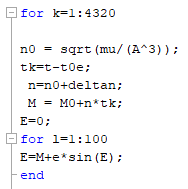 for k=1:4320
n0 = sqrt(mu/(A^3));
tk=t-t0e;
n=n0+deltan;
M = M0+n*tk;
E=0;
for l=1:100
E=M+e*sin(E);
end